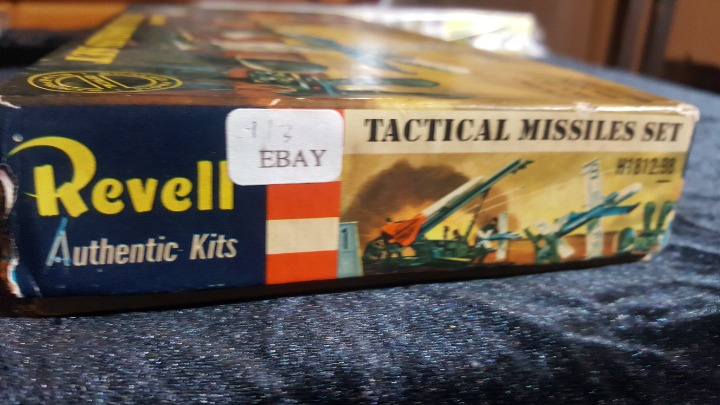 Revell
Authentic Kits
EBAY
TACTICAL MISSILES SET
H1812:98